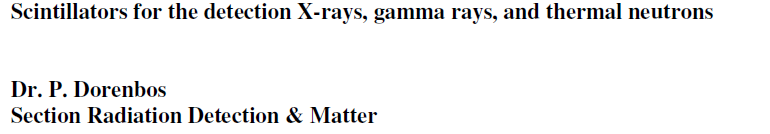 Scintillators for the detection X-rays, gamma rays, and thermal neutrons
Dr. P. Dorenbos
Section Radiation Detection & Matter